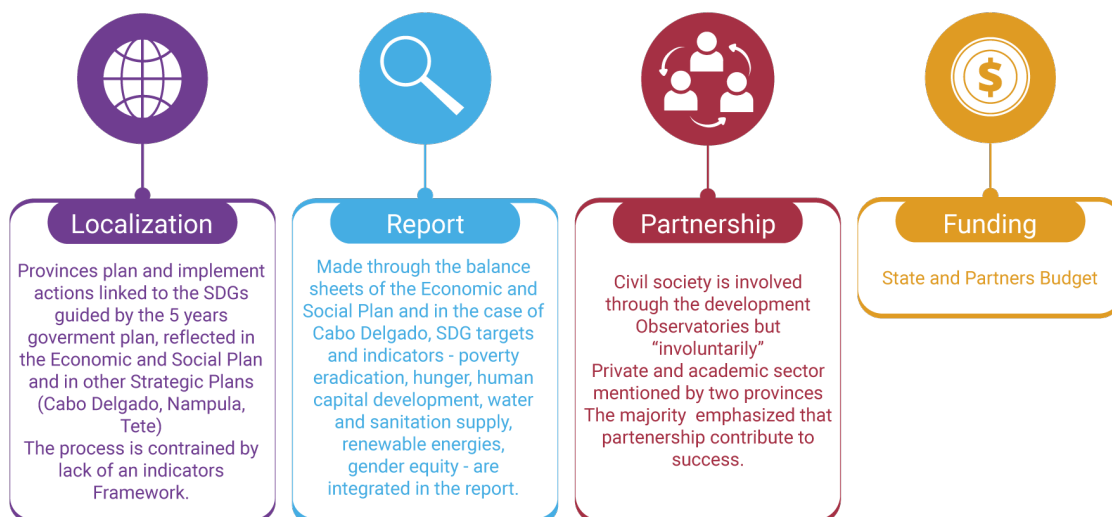 Localization
Provinces plan and implement
actions linked to the SDGs
guided by the 5 years
goverment plan, reflected in
the Economic and Social Plan
and in other Strategic Plans
(Cabo Delgado, Nampula,
Tete)
The process is contrained by
lack of an indicators
Framework.
Report
Made through the balance
sheets of the Economic and
Social Plan and in the case of
Cabo Delgado, SDG targets
and indicators - poverty
eradication, hunger, human
capital development, water
and sanitation supply,
renewable energies,
gender equity - are
integrated in the report.
Partnership
Civil society is involved
through the development
Observatories but
“involuntarily”
Private and academic sector
mentioned by two provinces
The majority emphasized that
partenership contribute to
success.
$
Funding
State and Partners Budget